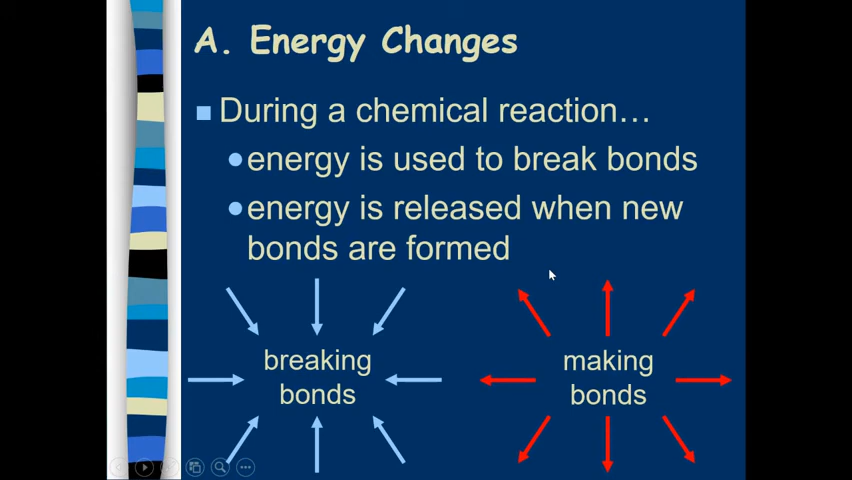 A. Energy Changes
During a chemical reaction…
energy is used to break bonds
energy is released when new
bonds are formed
breaking
bonds
making
bonds